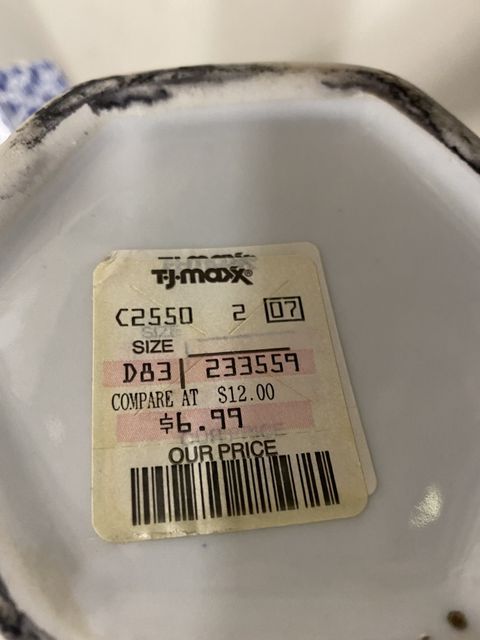 T·J·maxx®
C2550 2 07
SIZE
D83 233559
COMPARE AT $12.00
$6.99
OUR PRICE